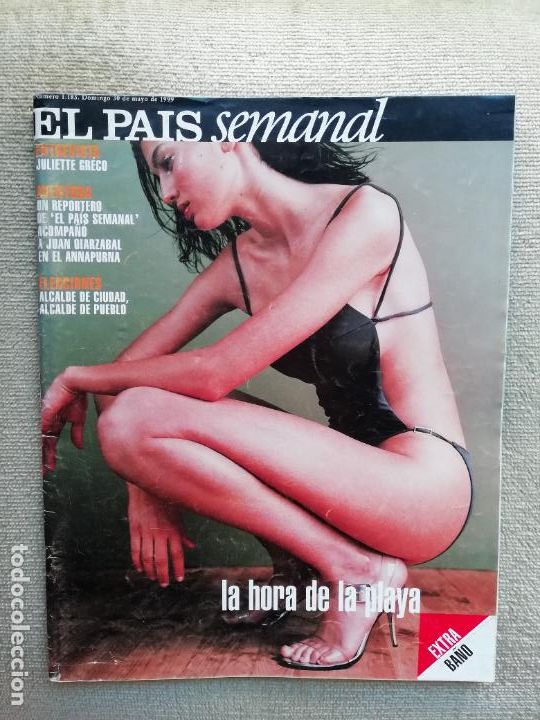 Número 1.183. Domingo 30 de mayo de 1999
EL PAIS semanal
ENTREVISTA
JULIETTE GRÉCO
AVENTURA
UN REPORTERO
DE 'EL PAÍS SEMANAL'
ACOMPAÑÓ
A JUAN OIARZABAL
EN EL ANNAPURNA
ELECCIONES
ALCALDE DE CIUDAD,
ALCALDE DE PUEBLO
la hora de la playa
EXTRA
BAÑO
todocoleccion
todocoleccion